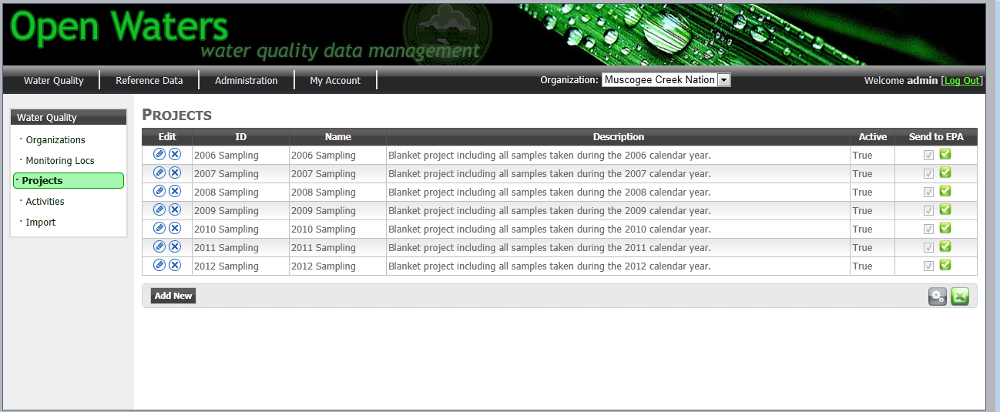 Open Waters
water quality data management
Water Quality Reference Data Administration My Account Organization: Muscogee Creek Nation Welcome admin [Log Out]
Water Quality
· Organizations
· Monitoring Locs
· Projects
· Activities
· Import
PROJECTS
Edit ID Name Description Active Send to EPA
2006 Sampling 2006 Sampling Blanket project including all samples taken during the 2006 calendar year. True
2007 Sampling 2007 Sampling Blanket project including all samples taken during the 2007 calendar year. True
2008 Sampling 2008 Sampling Blanket project including all samples taken during the 2008 calendar year. True
2009 Sampling 2009 Sampling Blanket project including all samples taken during the 2009 calendar year. True
2010 Sampling 2010 Sampling Blanket project including all samples taken during the 2010 calendar year. True
2011 Sampling 2011 Sampling Blanket project including all samples taken during the 2011 calendar year. True
2012 Sampling 2012 Sampling Blanket project including all samples taken during the 2012 calendar year. True
Add New